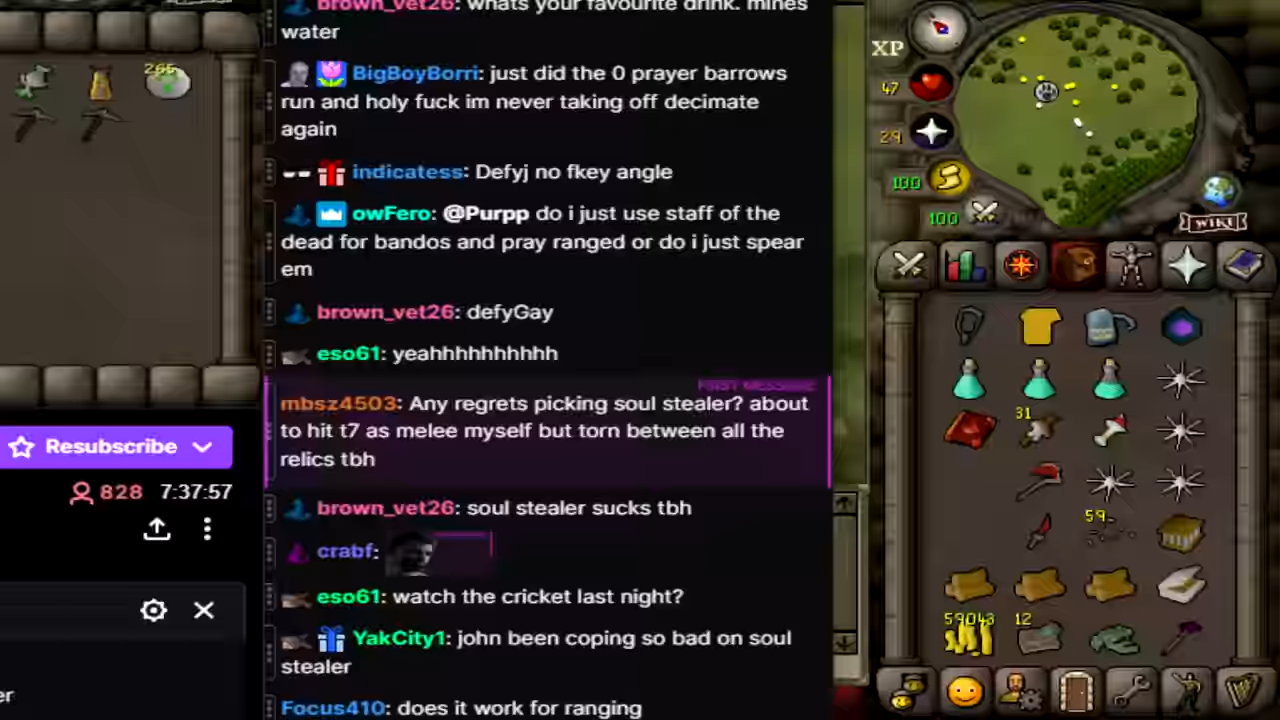 brown_vet26: whats your favourite drink. mines
water
BigBoyBorri: just did the 0 prayer barrows
run and holy fuck im never taking off decimate
again
indicatess: Defyj no fkey angle
owFero: @Purpp do i just use staff of the
dead for bandos and pray ranged or do i just spear
em
brown_vet26: defyGay
eso61: yeahhhhhhhhhh
FIRST MESSAGE
mbsz4503: Any regrets picking soul stealer? about
to hit t7 as melee myself but torn between all the
relics tbh
brown_vet26: soul stealer sucks tbh
crabf:
eso61: watch the cricket last night?
YakCity1: john been coping so bad on soul
stealer
Focus410: does it work for ranging
265
Resubscribe
828 7:37:57
er
XP
47
29
100
100
WIKI
31
59
59043 12